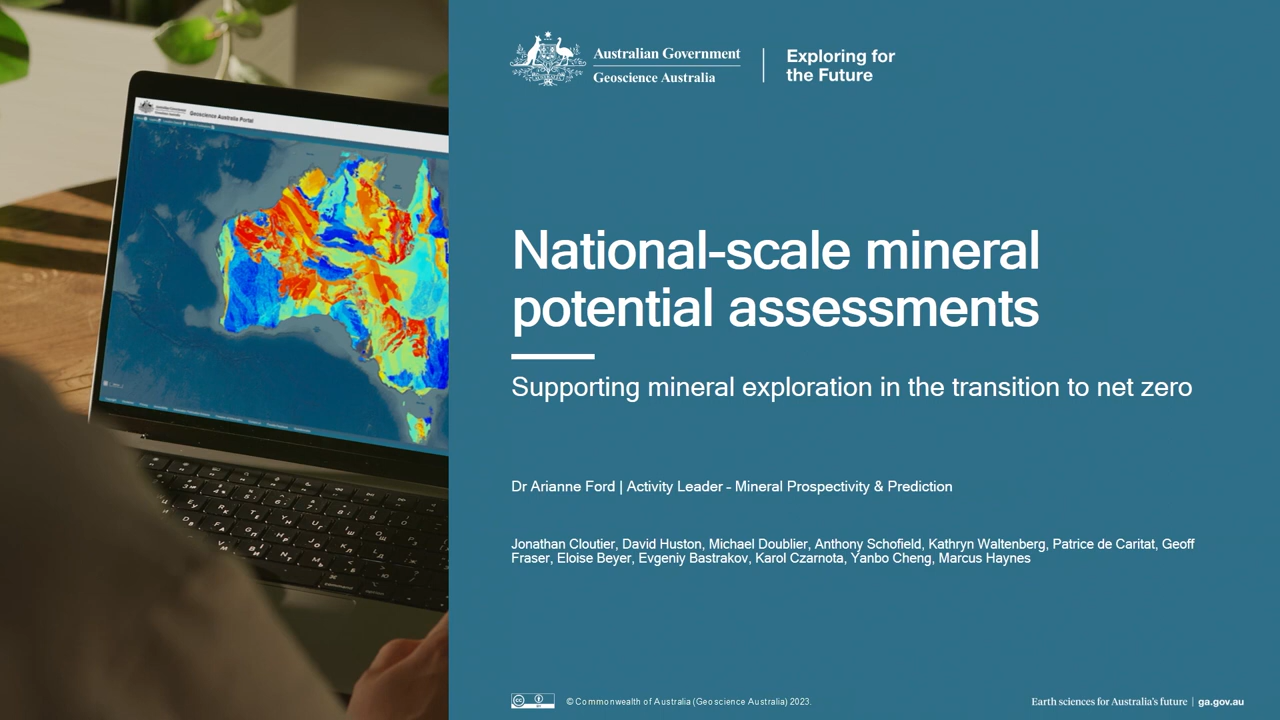 Australian Government
Geoscience Australia
Exploring for
the Future
Geoscience Australia Portal
National-scale mineral
potential assessments
Supporting mineral exploration in the transition to net zero
Dr Arianne Ford | Activity Leader - Mineral Prospectivity & Prediction
Jonathan Cloutier, David Huston, Michael Doublier, Anthony Schofield, Kathryn Waltenberg, Patrice de Caritat, Geoff
Fraser, Eloise Beyer, Evgeniy Bastrakov, Karol Czarnota, Yanbo Cheng, Marcus Haynes
© Commonwealth of Australia (Geoscience Australia) 2023.
Earth sciences for Australia's future | ga.gov.au